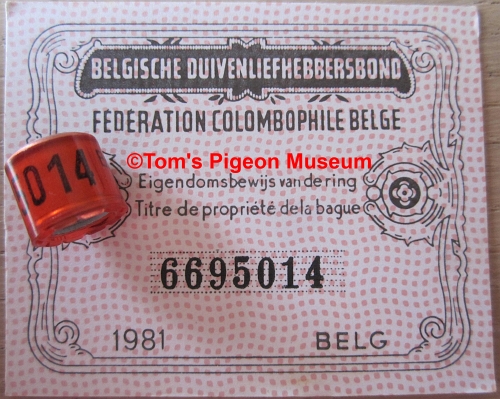 BELGISCHE DUIVENLIEFHEBBERSBOND
FÉDÉRATION COLOMBOPHILE BELGE
014
©Tom's Pigeon Museum
Eigendomsbewijs van de ring
Titre de propriété de la bague
6695014
1981 BELG